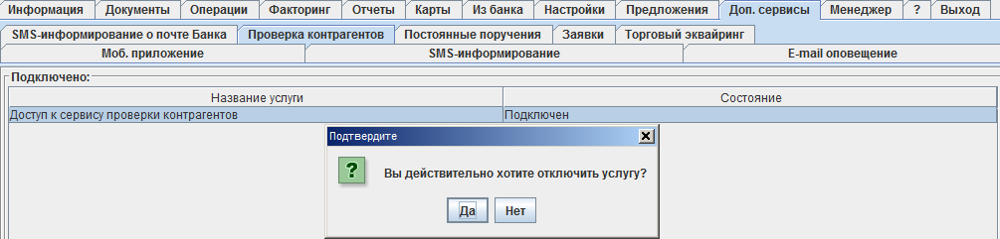 Информация Документы Операции Факторинг Отчеты Карты Из банка Настройки Предложения Доп. сервисы Менеджер ? Выход
SMS-информирование о почте Банка Проверка контрагентов Постоянные поручения Заявки Торговый эквайринг
Моб. приложение SMS-информирование E-mail оповещение
Подключено:
Название услуги Состояние
Доступ к сервису проверки контрагентов Подключен
Подтвердите
?
Вы действительно хотите отключить услугу?
Да Нет